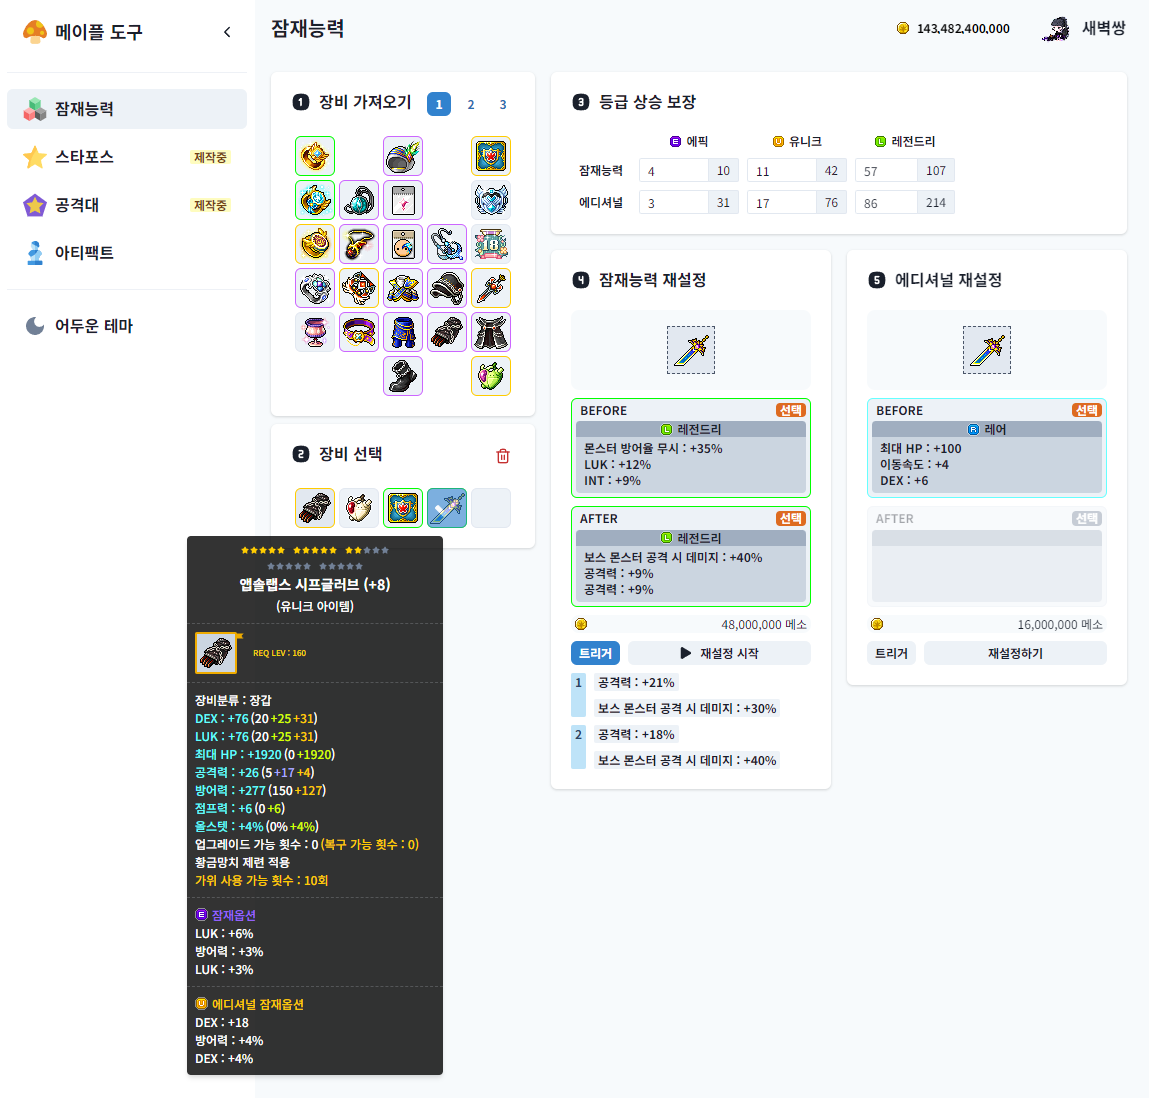 메이플 도구
잠재능력
스타포스 제작중
공격대 제작중
아티팩트
어두운 테마
잠재능력
143,482,400,000 새벽쌍
1 장비 가져오기 1 2 3
18
2 장비 선택
3 등급 상승 보장
E 에픽 U 유니크 L 레전드리
잠재능력 4 10 11 42 57 107
에디셔널 3 31 17 76 86 214
4 잠재능력 재설정
BEFORE 선택
L 레전드리
몬스터 방어율 무시 : +35%
LUK : +12%
INT : +9%
AFTER 선택
L 레전드리
보스 몬스터 공격 시 데미지 : +40%
공격력 : +9%
공격력 : +9%
48,000,000 메소
트리거 재설정 시작
1 공격력 : +21%
보스 몬스터 공격 시 데미지 : +30%
2 공격력 : +18%
보스 몬스터 공격 시 데미지 : +40%
5 에디셔널 재설정
BEFORE 선택
R 레어
최대 HP : +100
이동속도 : +4
DEX : +6
AFTER 선택
16,000,000 메소
트리거 재설정하기
앱솔랩스 시프글러브 (+8)
(유니크 아이템)
REQ LEV : 160
장비분류 : 장갑
DEX : +76 (20 +25 +31)
LUK : +76 (20 +25 +31)
최대 HP : +1920 (0 +1920)
공격력 : +26 (5 +17 +4)
방어력 : +277 (150 +127)
점프력 : +6 (0 +6)
올스탯 : +4% (0% +4%)
업그레이드 가능 횟수 : 0 (복구 가능 횟수 : 0)
황금망치 제련 적용
가위 사용 가능 횟수 : 10회
E 잠재옵션
LUK : +6%
방어력 : +3%
LUK : +3%
U 에디셔널 잠재옵션
DEX : +18
방어력 : +4%
DEX : +4%